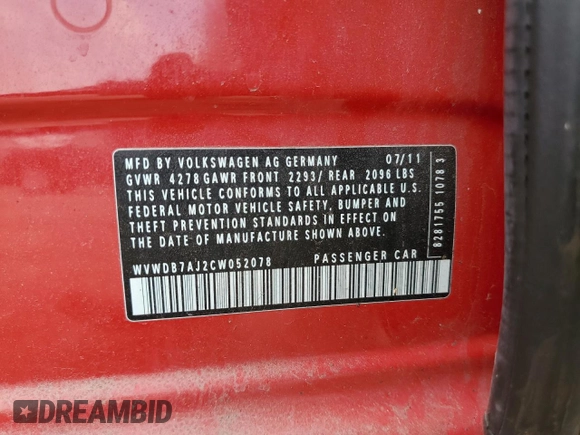 MFD BY VOLKSWAGEN AG GERMANY 07/11
GVWR 4278 GAWR FRONT 2293/ REAR 2096 LBS
THIS VEHICLE CONFORMS TO ALL APPLICABLE U.S.
FEDERAL MOTOR VEHICLE SAFETY, BUMPER AND
THEFT PREVENTION STANDARDS IN EFFECT ON
THE DATE OF MANUFACTURE SHOWN ABOVE.
WVWDB7AJ2CW052078 PASSENGER CAR
8281755 1078 3
DREAMBID